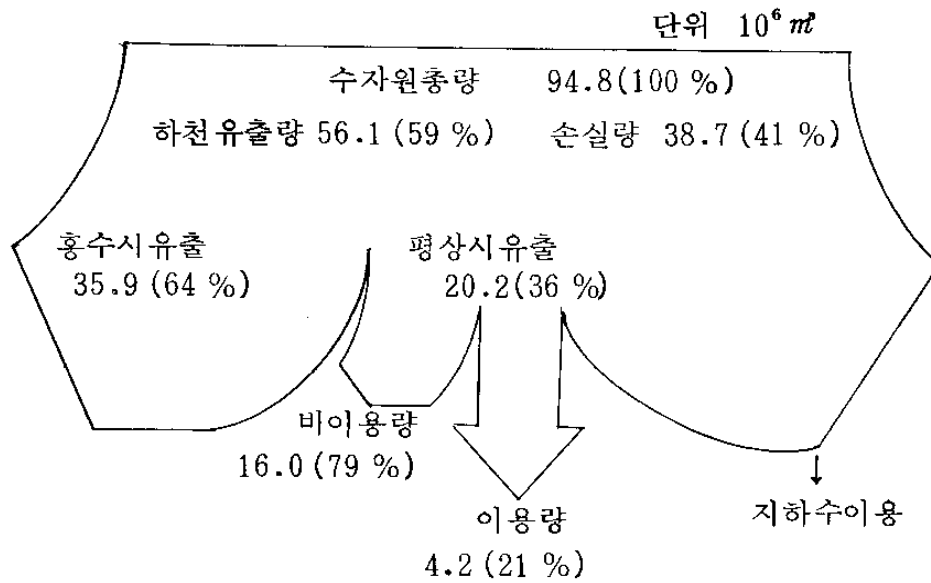 단위 10⁶ ㎥
수자원총량 94.8(100 %)
하천유출량 56.1 (59 %) 손실량 38.7 (41 %)
홍수시유출 평상시유출
35.9 (64 %) 20.2(36 %)
비이용량
16.0 (79 %)
이용량 지하수이용
4.2 (21 %)